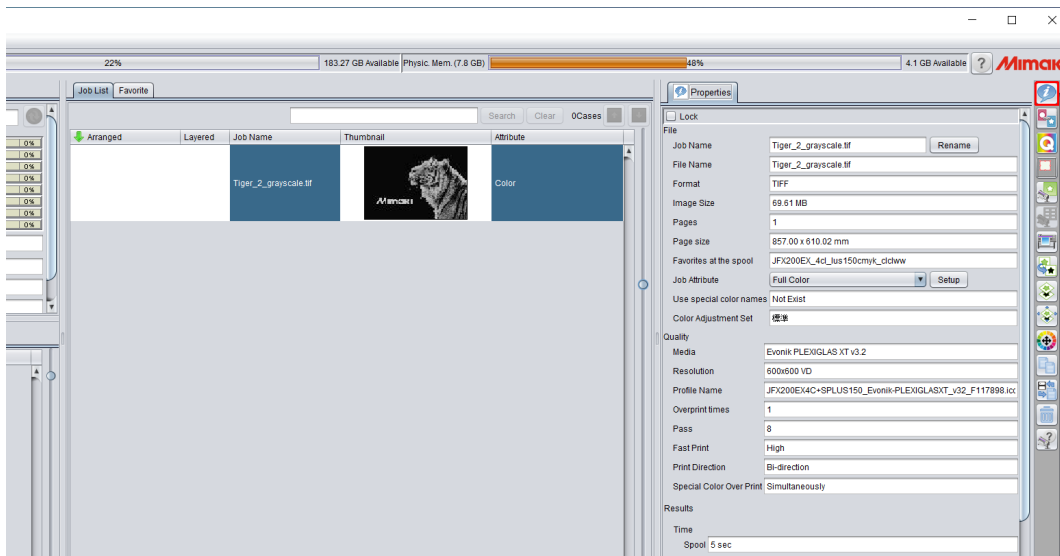 22%
183.27 GB Available
Physic. Mem. (7.8 GB)
48%
4.1 GB Available
?
Mimak
Job List
Favorite
Properties
Search
Clear
0Cases
Lock
0%
0%
0%
0%
0%
0%
0%
0%
Arranged
Layered
Job Name
Thumbnail
Attribute
Tiger_2_grayscale.tif
MIMAKI
Color
File
Job Name
Tiger_2_grayscale.tif
Rename
File Name
Tiger_2_grayscale.tif
Format
TIFF
Image Size
69.61 MB
Pages
1
Page size
857.00 x 610.02 mm
Favorites at the spool
JFX200EX_4cl_lus150cmyk_clclww
Job Attribute
Full Color
Setup
Use special color names
Not Exist
Color Adjustment Set
標準
Quality
Media
Evonik PLEXIGLAS XT v3.2
Resolution
600x600 VD
Profile Name
JFX200EX4C+SPLUS150_Evonik-PLEXIGLASXT_v32_F117898.icc
Overprint times
1
Pass
8
Fast Print
High
Print Direction
Bi-direction
Special Color Over Print
Simultaneously
Results
Time
Spool
5 sec